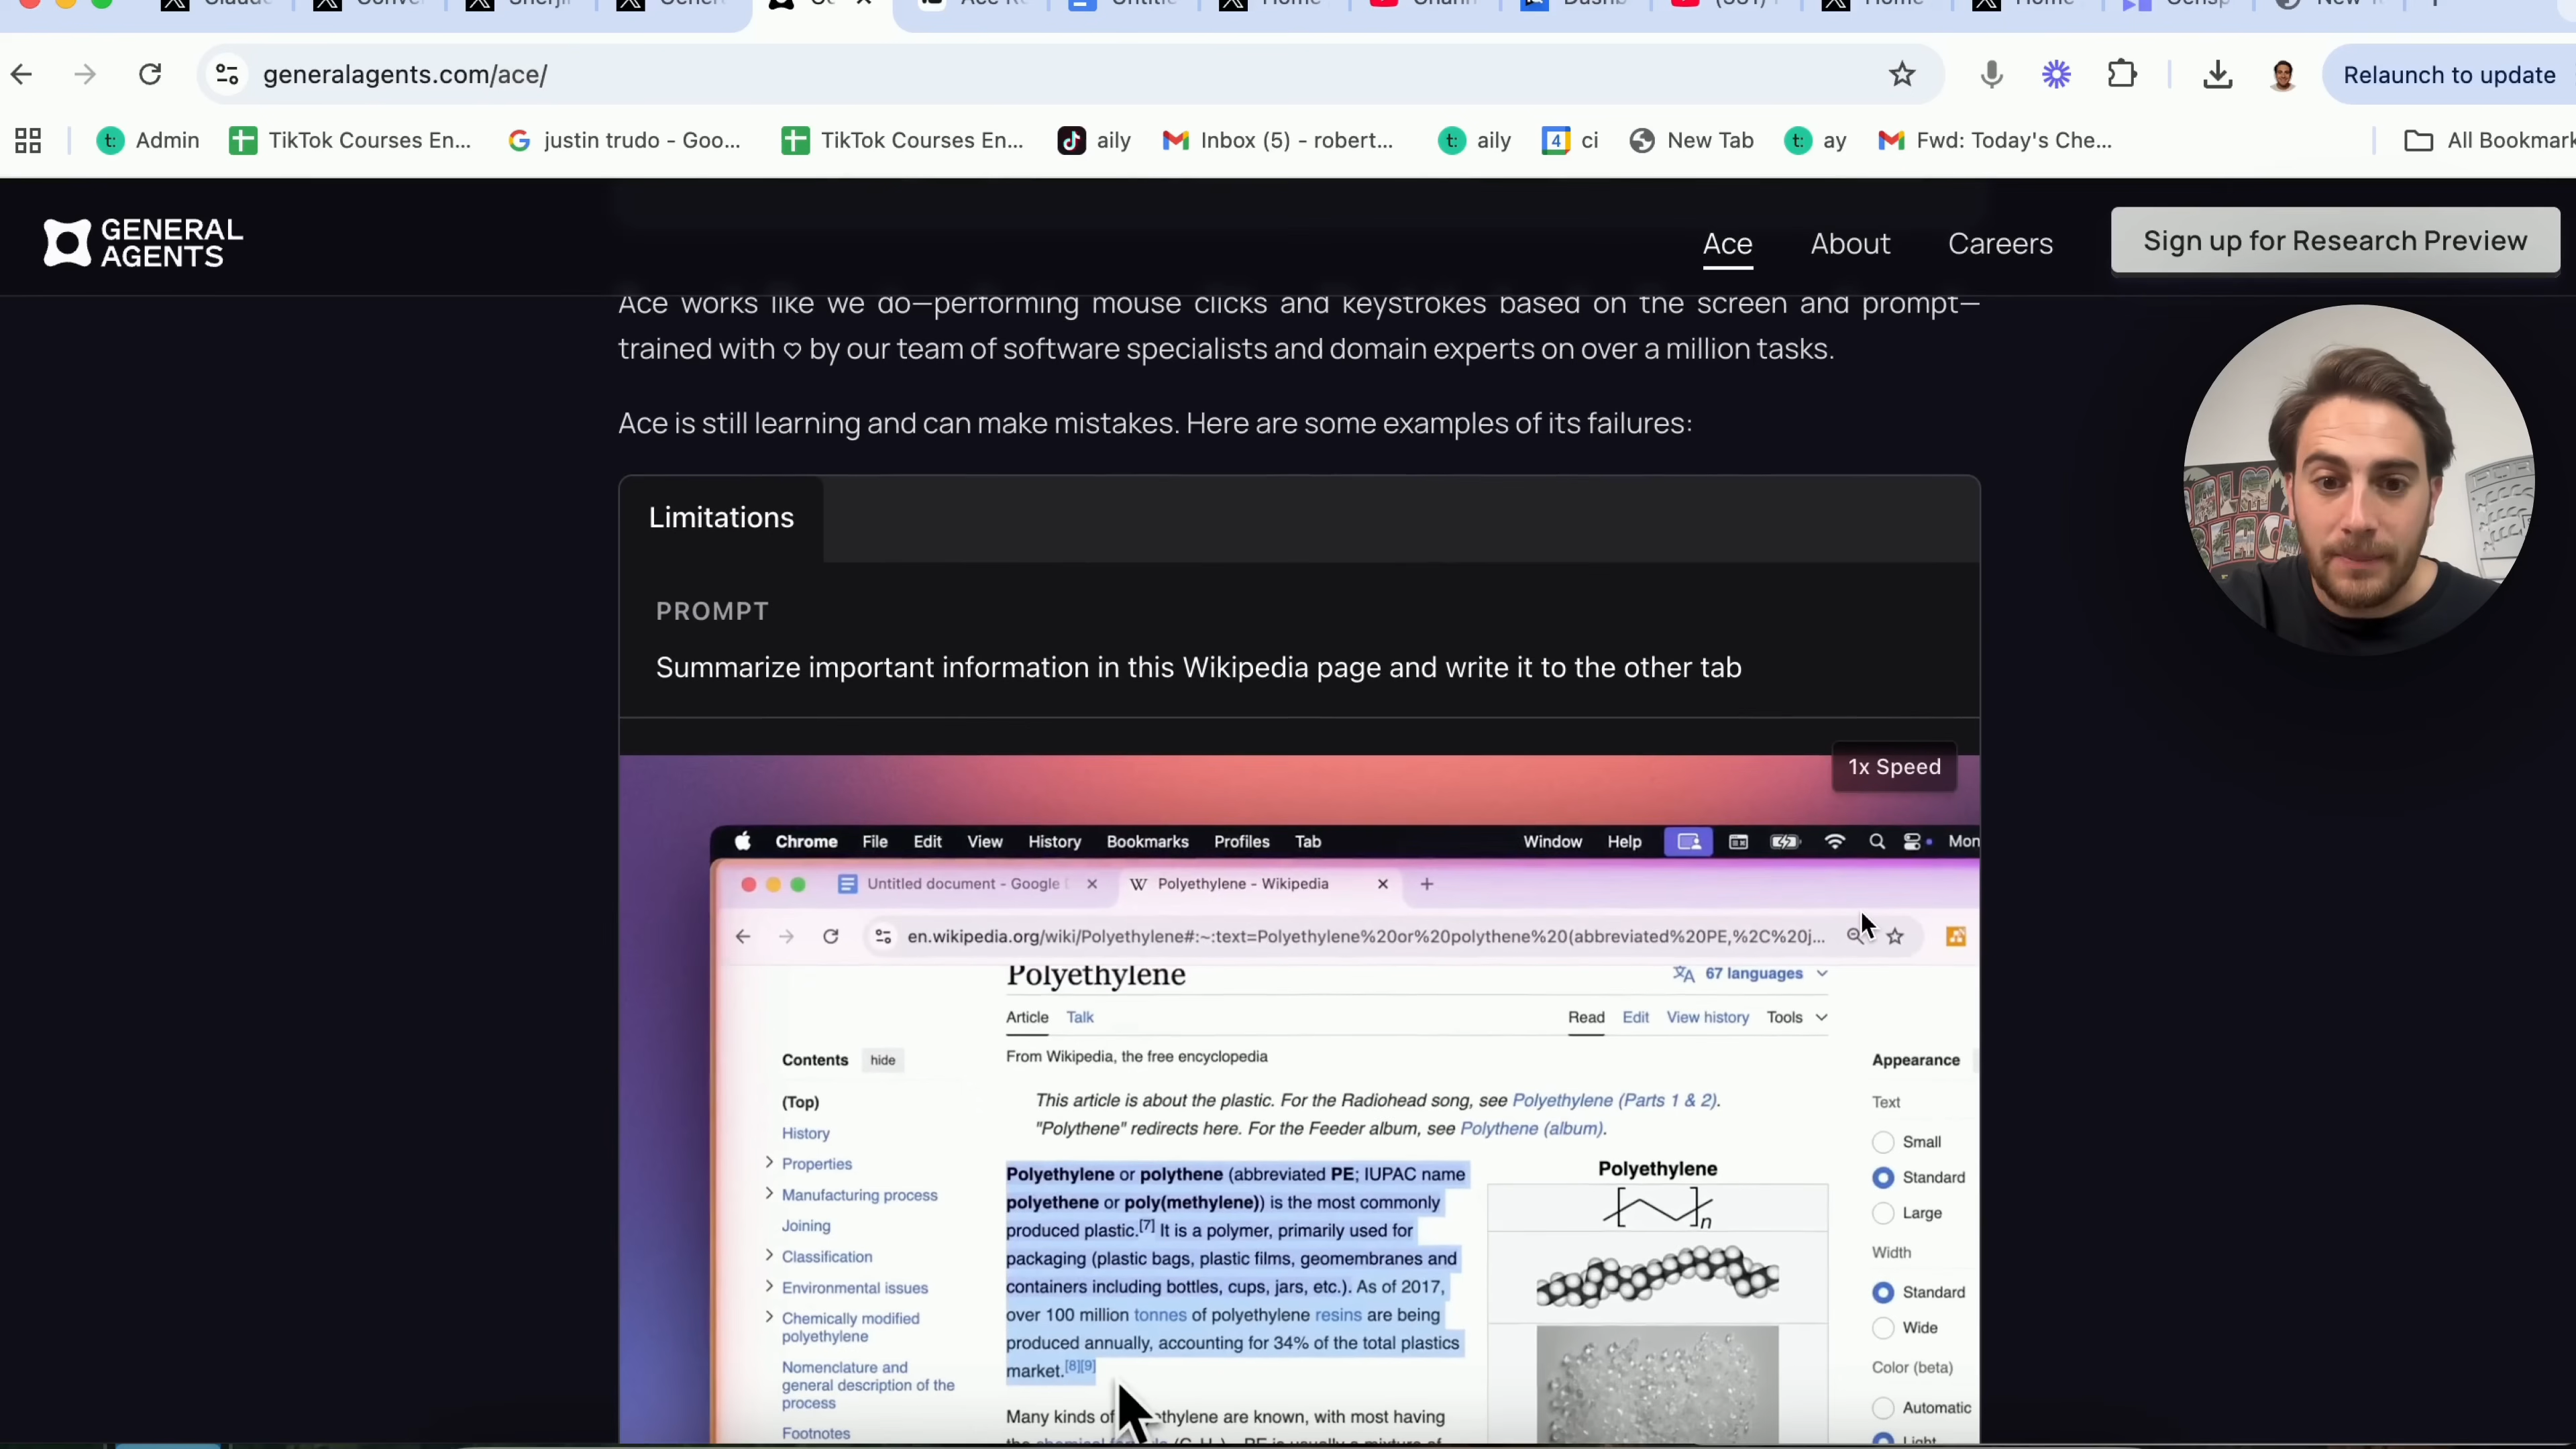 generalagents.com/ace/
Relaunch to update
Admin
TikTok Courses En...
justin trudo - Goo...
TikTok Courses En...
aily
Inbox (5) - robert...
aily
ci
New Tab
ay
Fwd: Today's Che...
All Bookmark
GENERAL
AGENTS
Ace
About
Careers
Sign up for Research Preview
Ace works like we do—performing mouse clicks and keystrokes based on the screen and prompt—
trained with ♡ by our team of software specialists and domain experts on over a million tasks.
Ace is still learning and can make mistakes. Here are some examples of its failures:
Limitations
PROMPT
Summarize important information in this Wikipedia page and write it to the other tab
1x Speed
Chrome File Edit View History Bookmarks Profiles Tab Window Help Mon
Untitled document - Google
Polyethylene - Wikipedia
en.wikipedia.org/wiki/Polyethylene#:~:text=Polyethylene%20or%20polythene%20(abbreviated%20PE,%2C%20j...
Polyethylene
67 languages
Article Talk
Read Edit View history Tools
From Wikipedia, the free encyclopedia
Contents hide
(Top)
History
Properties
Manufacturing process
Joining
Classification
Environmental issues
Chemically modified
polyethylene
Nomenclature and
general description of the
process
Footnotes
This article is about the plastic. For the Radiohead song, see Polyethylene (Parts 1 & 2).
"Polythene" redirects here. For the Feeder album, see Polythene (album).
Polyethylene or polythene (abbreviated PE; IUPAC name
polyethene or poly(methylene)) is the most commonly
produced plastic.[7] It is a polymer, primarily used for
packaging (plastic bags, plastic films, geomembranes and
containers including bottles, cups, jars, etc.). As of 2017,
over 100 million tonnes of polyethylene resins are being
produced annually, accounting for 34% of the total plastics
market.[8][9]
Many kinds of thylene are known, with most having
Polyethylene
n
Appearance
Text
Small
Standard
Large
Width
Standard
Wide
Color (beta)
Automatic
Light